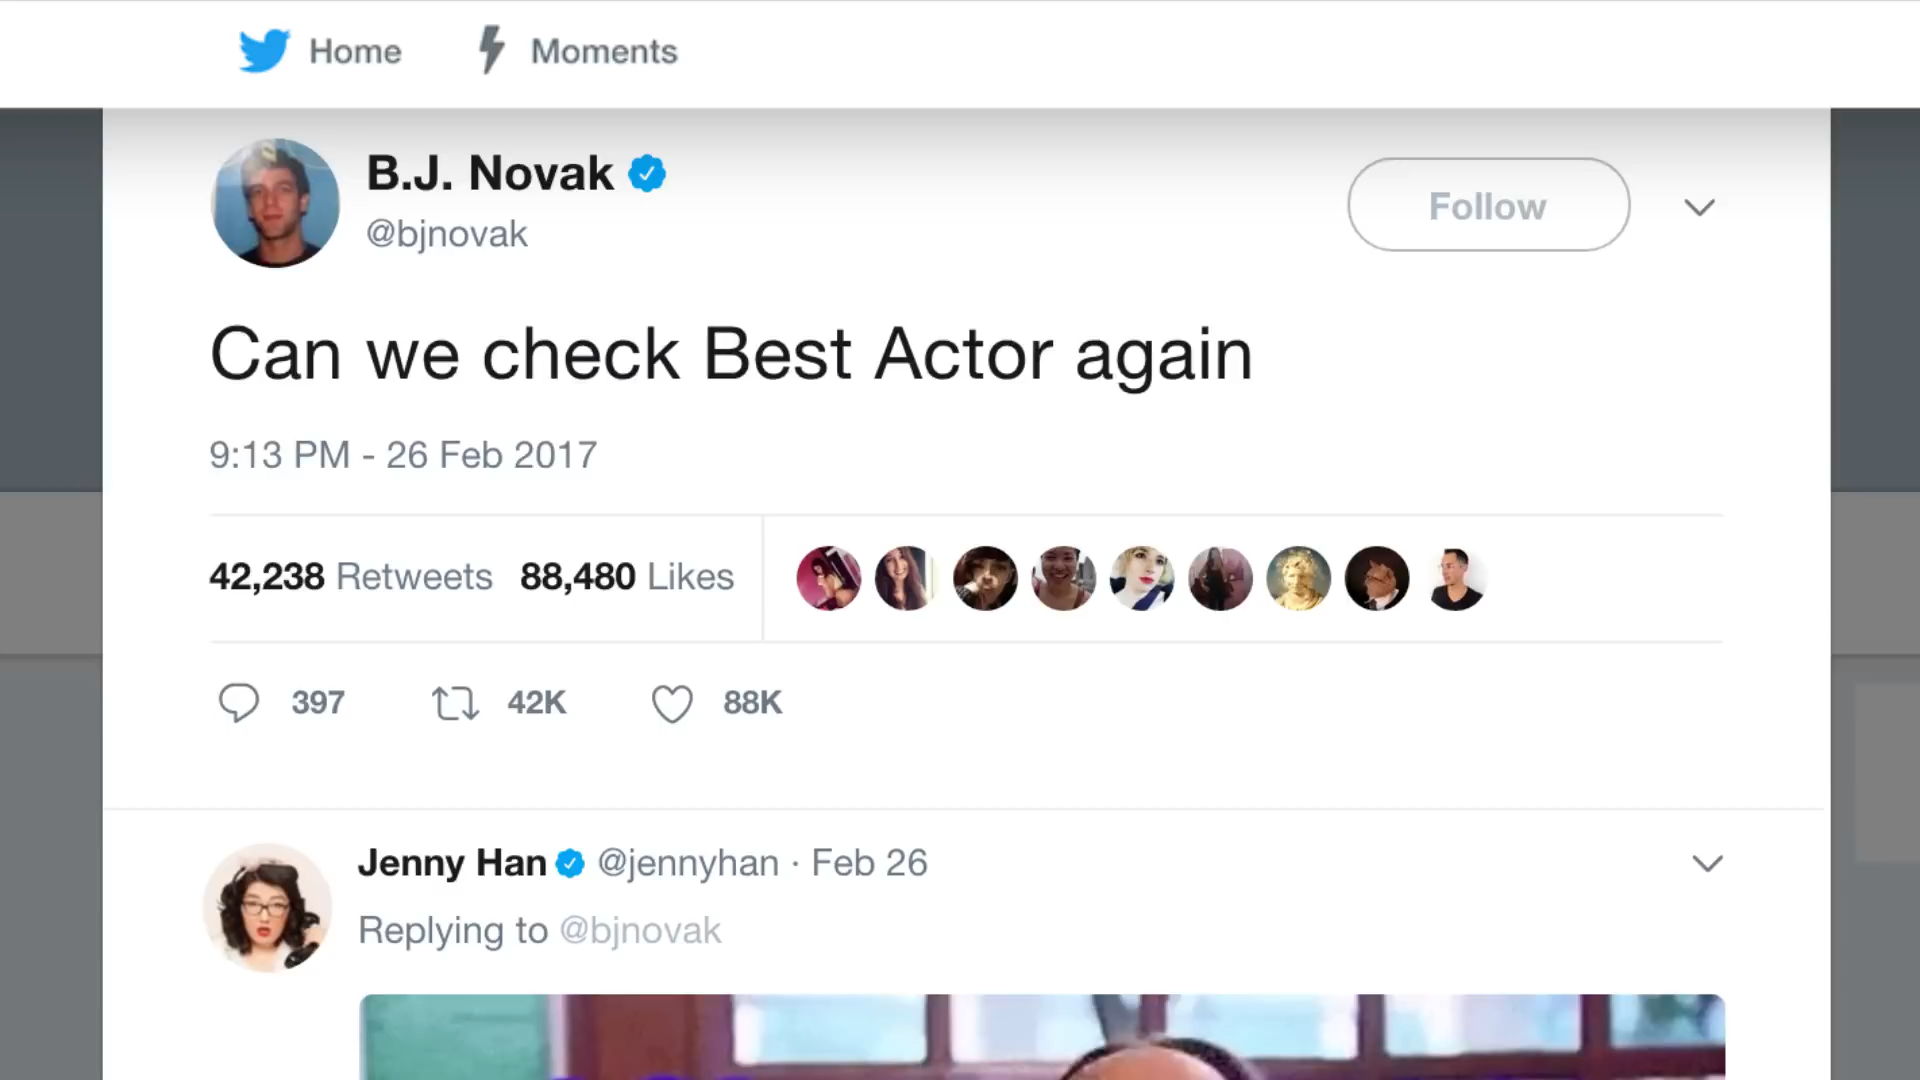 Home Moments
B.J. Novak
@bjnovak
Follow
Can we check Best Actor again
9:13 PM - 26 Feb 2017
42,238 Retweets 88,480 Likes
397 42K 88K
Jenny Han @jennyhan · Feb 26
Replying to @bjnovak